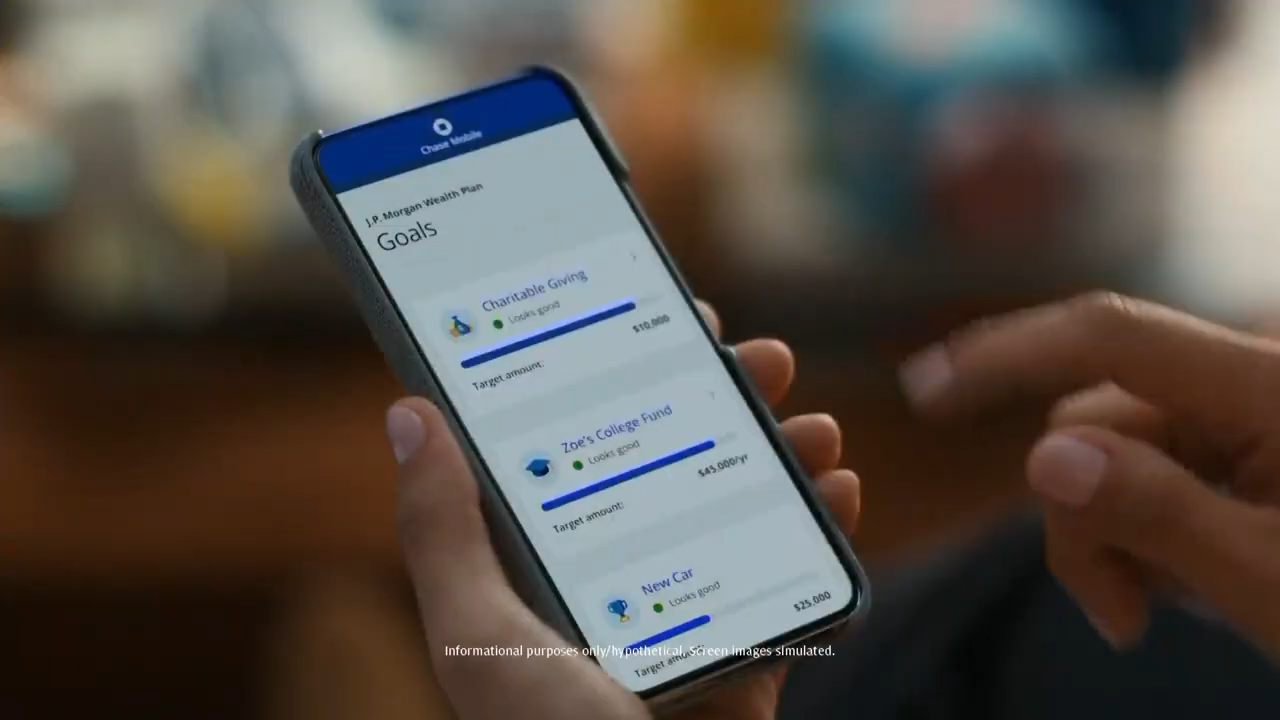 Chase Mobile
J.P. Morgan Wealth Plan
Goals
Charitable Giving
Looks good
$10,000
Target amount:
Zoe's College Fund
Looks good
$45,000/yr
Target amount:
New Car
Looks good
$25,000
Target amount:
Informational purposes only/hypothetical, Screen images simulated.